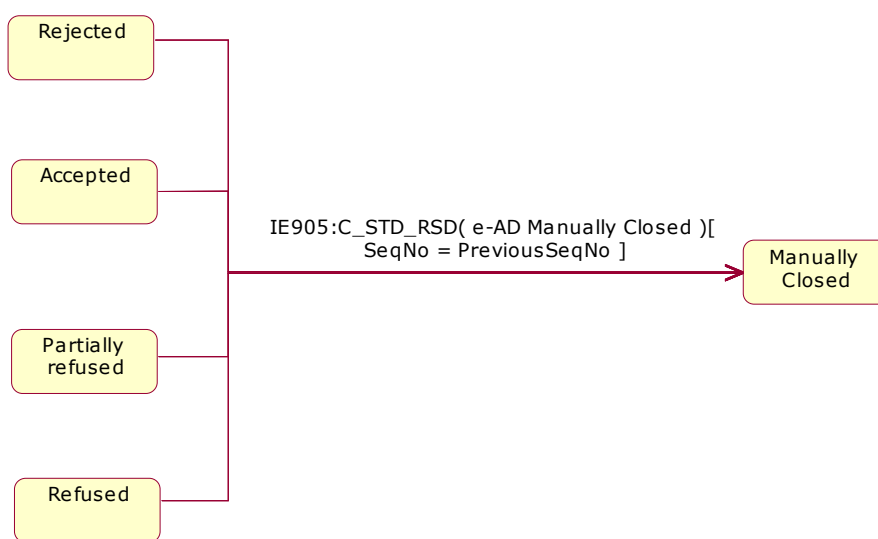 Rejected
Accepted
IE905:C_STD_RSD( e-AD Manually Closed )[
SeqNo = PreviousSeqNo ]
Manually
Closed
Partially
refused
Refused